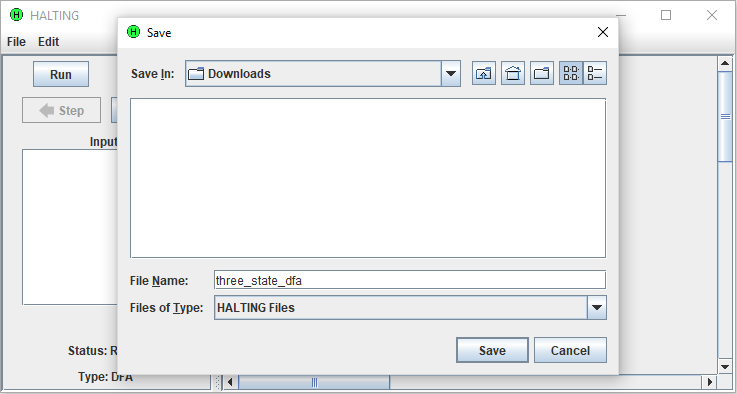 HALTING
File Edit
Run
Step
Input
Status: R
Type: DFA
Save
Save In: Downloads
File Name: three_state_dfa
Files of Type: HALTING Files
Save Cancel